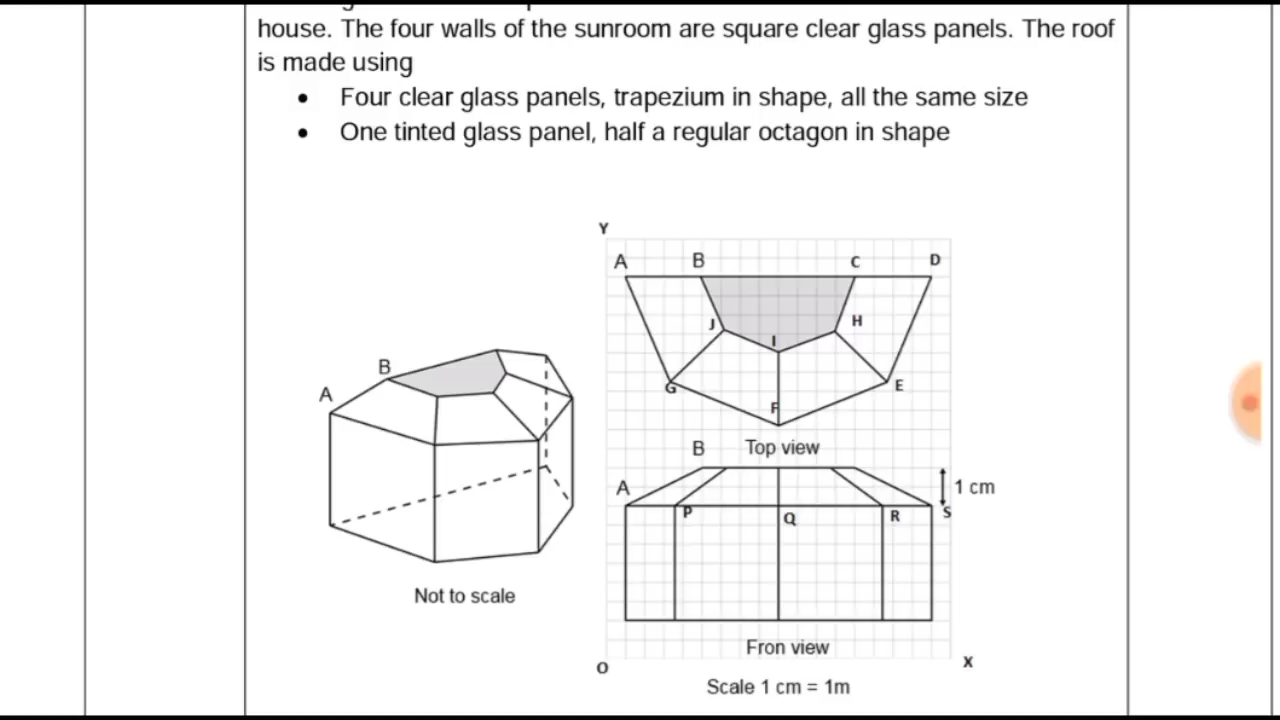 house. The four walls of the sunroom are square clear glass panels. The roof
is made using
• Four clear glass panels, trapezium in shape, all the same size
• One tinted glass panel, half a regular octagon in shape
Y
A B C D
J H
I
G E
F
B Top view
A 1 cm
P Q R S
Fron view
O X
Scale 1 cm = 1m
B
A
Not to scale